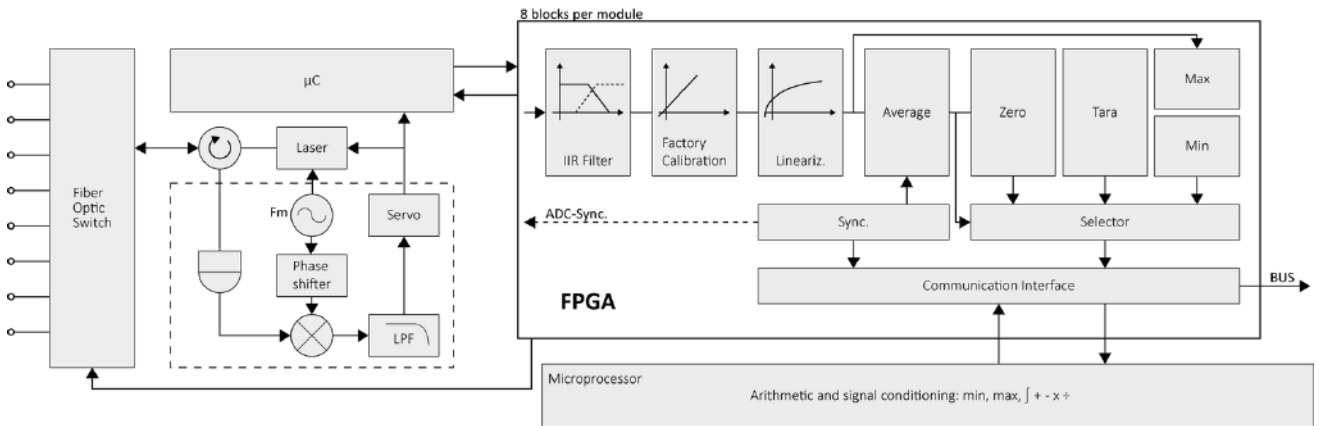 8 blocks per module
µC
Max
Average
Zero
Tara
Laser
IIR Filter
Factory
Calibration
Lineariz.
Min
Fiber
Optic
Switch
Fm
Servo
ADC-Sync.
Sync.
Selector
Phase
shifter
Communication Interface
BUS
FPGA
LPF
Microprocessor
Arithmetic and signal conditioning: min, max, ∫ + - x ÷